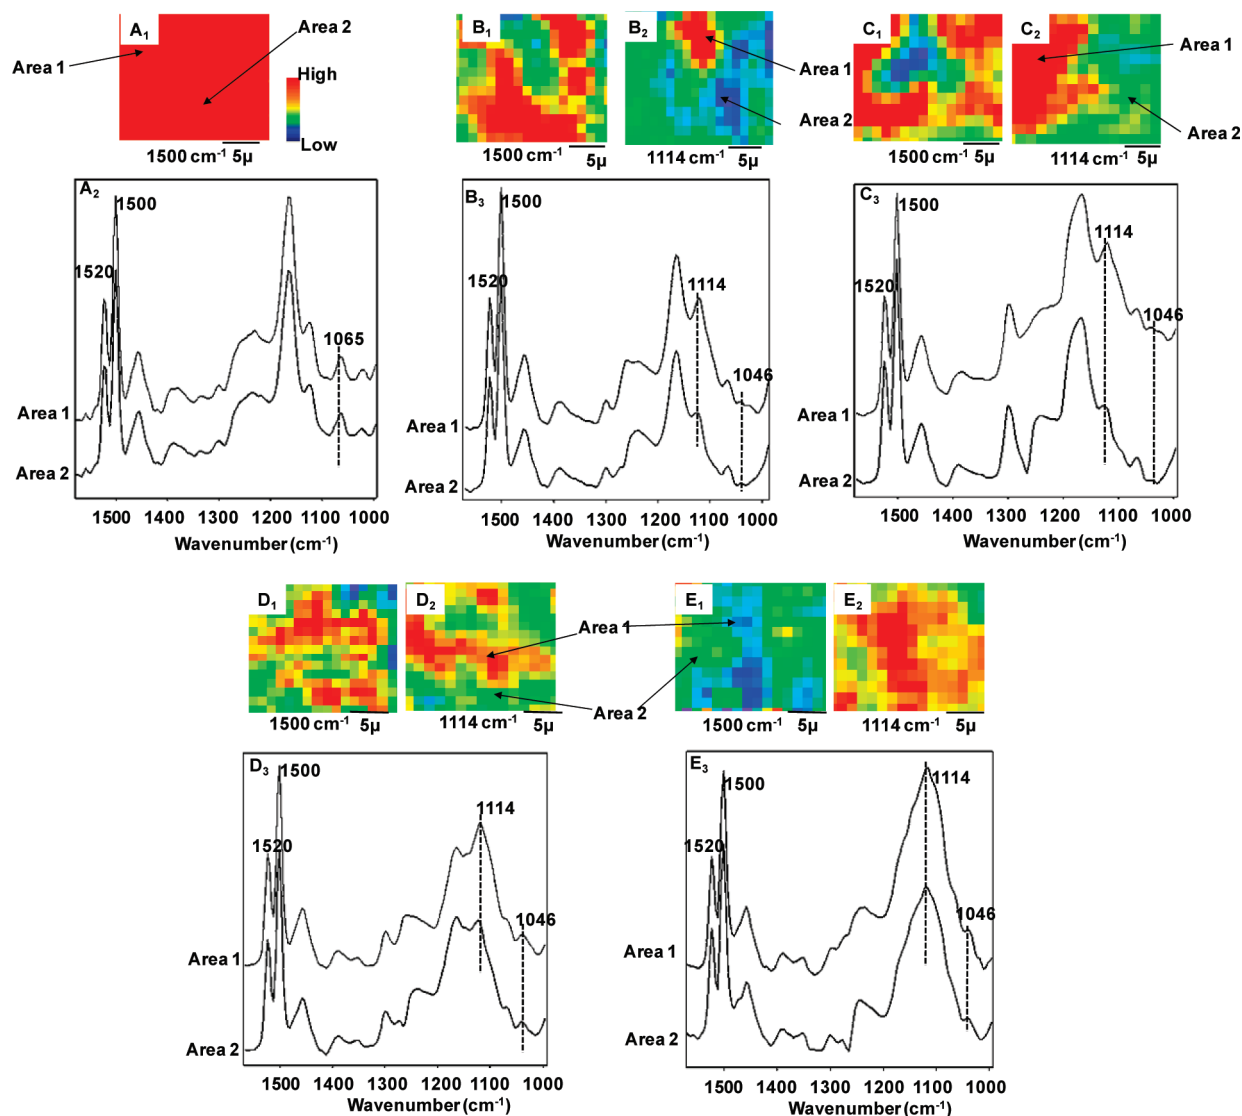 A1
Area 2
Area 1
High
Low
1500 cm-1 5µ
B1
B2
Area 1
Area 2
1500 cm-1 5µ
1114 cm-1 5µ
C1
C2
Area 1
Area 2
1500 cm-1 5µ
1114 cm-1 5µ
A2
1500
1520
1065
Area 1
Area 2
1500 1400 1300 1200 1100 1000
Wavenumber (cm-1)
B3
1500
1520
1114
1046
Area 1
Area 2
1500 1400 1300 1200 1100 1000
Wavenumber (cm-1)
C3
1500
1520
1114
1046
Area 1
Area 2
1500 1400 1300 1200 1100 1000
Wavenumber (cm-1)
D1
D2
Area 1
Area 2
E1
E2
1500 cm-1 5µ
1114 cm-1 5µ
1500 cm-1 5µ
1114 cm-1 5µ
D3
1500
1520
1114
1046
Area 1
Area 2
1500 1400 1300 1200 1100 1000
Wavenumber (cm-1)
E3
1500
1520
1114
1046
Area 1
Area 2
1500 1400 1300 1200 1100 1000
Wavenumber (cm-1)